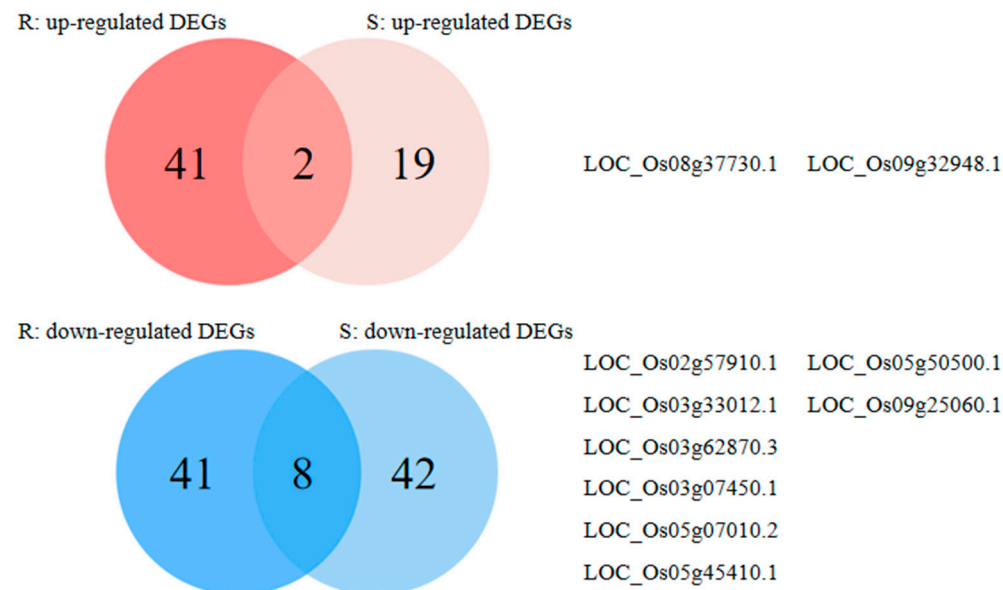 R: up-regulated DEGs S: up-regulated DEGs
41 2 19
LOC_Os08g37730.1 LOC_Os09g32948.1
R: down-regulated DEGs S: down-regulated DEGs
41 8 42
LOC_Os02g57910.1 LOC_Os05g50500.1
LOC_Os03g33012.1 LOC_Os09g25060.1
LOC_Os03g62870.3
LOC_Os03g07450.1
LOC_Os05g07010.2
LOC_Os05g45410.1